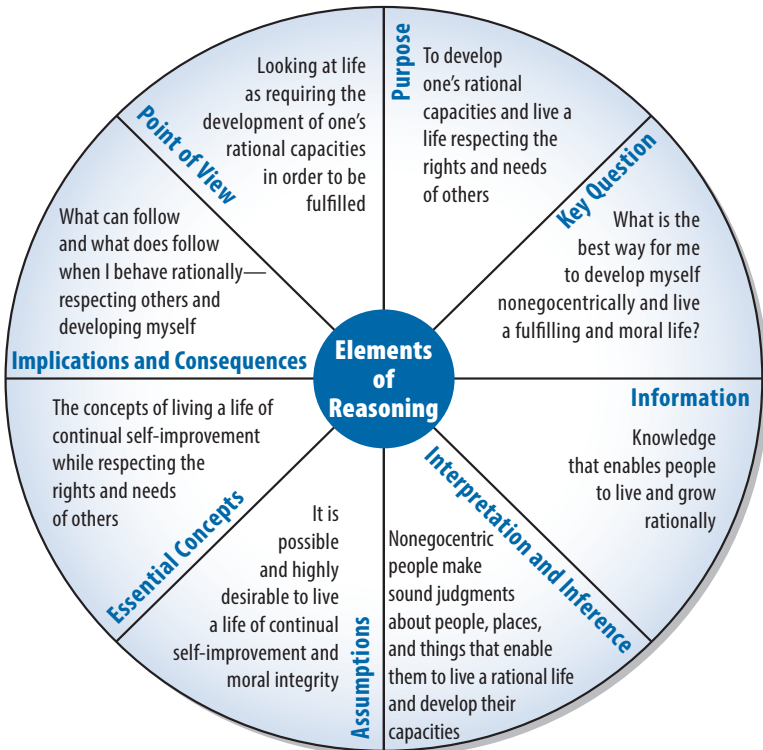 Elements
of
Reasoning
Purpose
To develop
one's rational
capacities and live a
life respecting the
rights and needs
of others
Key Question
What is the
best way for me
to develop myself
nonegocentrically and live
a fulfilling and moral life?
Information
Knowledge
that enables people
to live and grow
rationally
Interpretation and Inference
Nonegocentric
people make
sound judgments
about people, places,
and things that enable
them to live a rational life
and develop their
capacities
Assumptions
It is
possible
and highly
desirable to live
a life of continual
self-improvement and
moral integrity
Essential Concepts
The concepts of living a life of
continual self-improvement
while respecting the
rights and needs
of others
Implications and Consequences
What can follow
and what does follow
when I behave rationally—
respecting others and
developing myself
Point of View
Looking at life
as requiring the
development of one's
rational capacities
in order to be
fulfilled